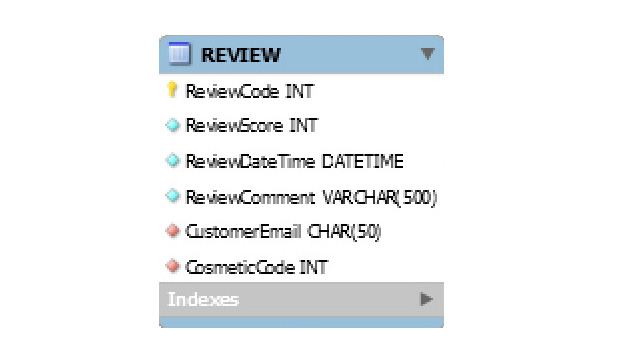 REVIEW
ReviewCode INT
ReviewScore INT
ReviewDateTime DATETIME
ReviewComment VARCHAR(500)
CustomerEmail CHAR(50)
CosmeticCode INT
Indexes